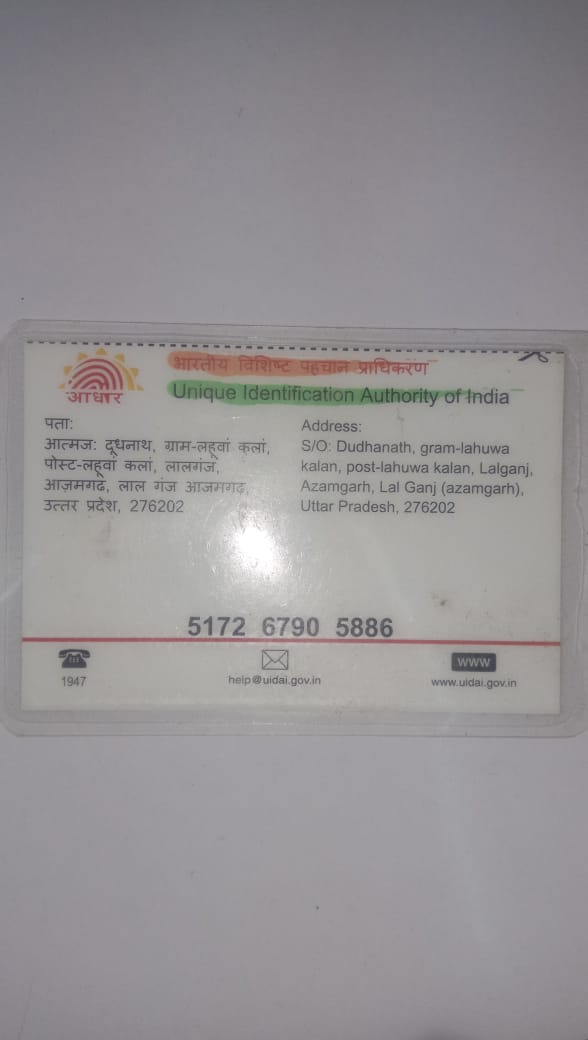 भारतीय विशिष्ट पहचान प्राधिकरण
आधार
Unique Identification Authority of India
पता:
आत्मज: दूधनाथ, ग्राम-लहूवां कलां,
पोस्ट-लहूवां कलां, लालगंज,
आज़मगढ, लाल गंज आजमगढ़,
उत्तर प्रदेश, 276202
Address:
S/O: Dudhanath, gram-lahuwa
kalan, post-lahuwa kalan, Lalganj,
Azamgarh, Lal Ganj (azamgarh),
Uttar Pradesh, 276202
5172 6790 5886
1947
help@uidai.gov.in
WWW
www.uidai.gov.in